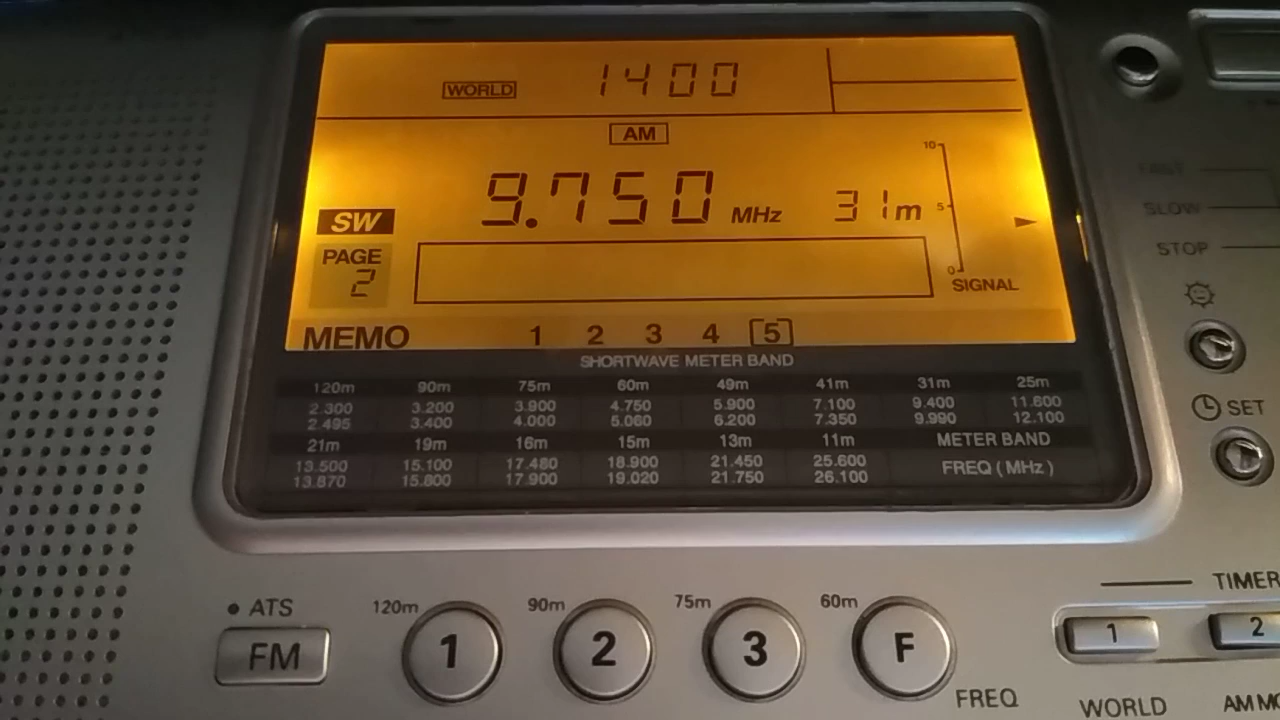 WORLD 1400
AM
10
9.750 MHz 31m 5
SW
PAGE
2
0
SIGNAL
MEMO 1 2 3 4 [5]
SHORTWAVE METER BAND
120m 90m 75m 60m 49m 41m 31m 25m
2.300 3.200 3.900 4.750 5.900 7.100 9.400 11.600
2.495 3.400 4.000 5.060 6.200 7.350 9.990 12.100
21m 19m 16m 15m 13m 11m METER BAND
13.500 15.100 17.480 18.900 21.450 25.600 FREQ (MHz)
13.870 15.800 17.900 19.020 21.750 26.100
FAST
SLOW
STOP
SET
TIMER
ATS 120m 90m 75m 60m
FM 1 2 3 F 1 2
FREQ WORLD AM MO